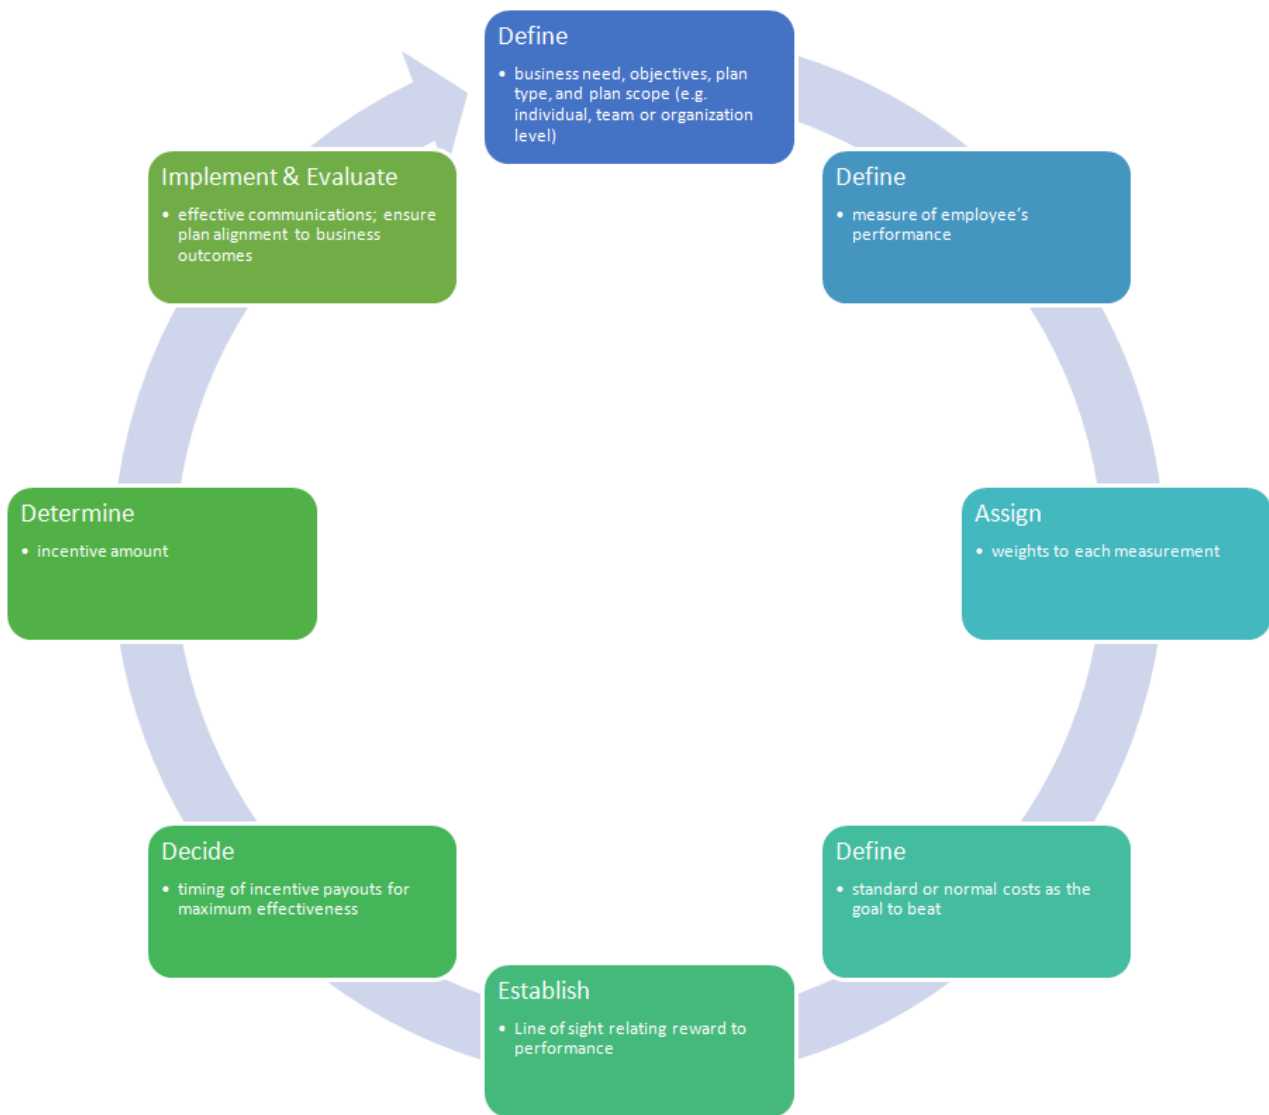 Define
• business need, objectives, plan
type, and plan scope (e.g.
individual, team or organization
level)
Define
• measure of employee’s
performance
Assign
• weights to each measurement
Define
• standard or normal costs as the
goal to beat
Establish
• Line of sight relating reward to
performance
Decide
• timing of incentive payouts for
maximum effectiveness
Determine
• incentive amount
Implement & Evaluate
• effective communications; ensure
plan alignment to business
outcomes